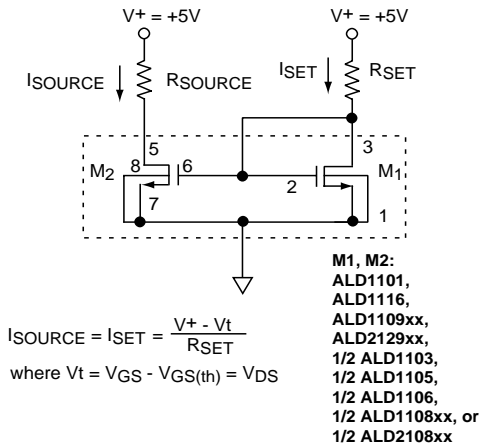 V+ = +5V
V+ = +5V
ISOURCE
RSOURCE
ISET
RSET
5
3
M2
8
6
2
M1
7
1
M1, M2:
ALD1101,
ALD1116,
ALD1109xx,
ALD2129xx,
1/2 ALD1103,
1/2 ALD1105,
1/2 ALD1106,
1/2 ALD1108xx, or
1/2 ALD2108xx
ISOURCE = ISET = V+ - Vt / RSET
where Vt = VGS - VGS(th) = VDS